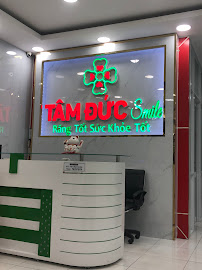 TÂM ĐỨC Smile
Răng Tốt Sức Khỏe Tốt